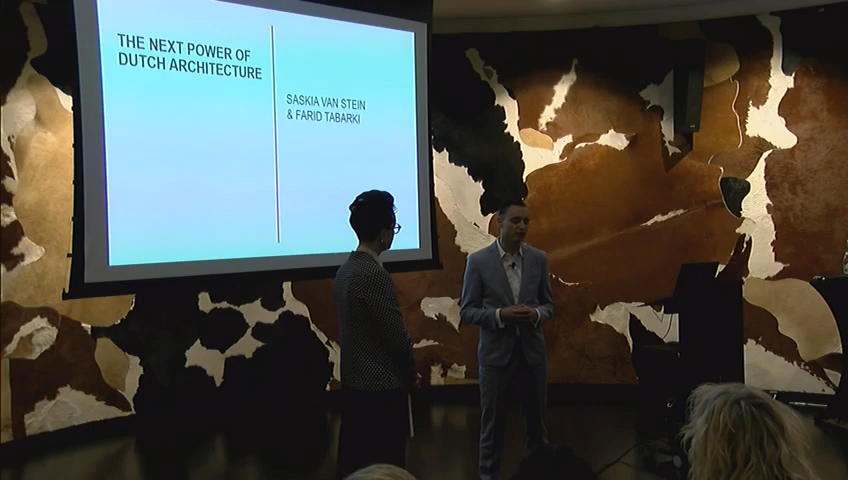 THE NEXT POWER OF
DUTCH ARCHITECTURE
SASKIA VAN STEIN
& FARID TABARKI